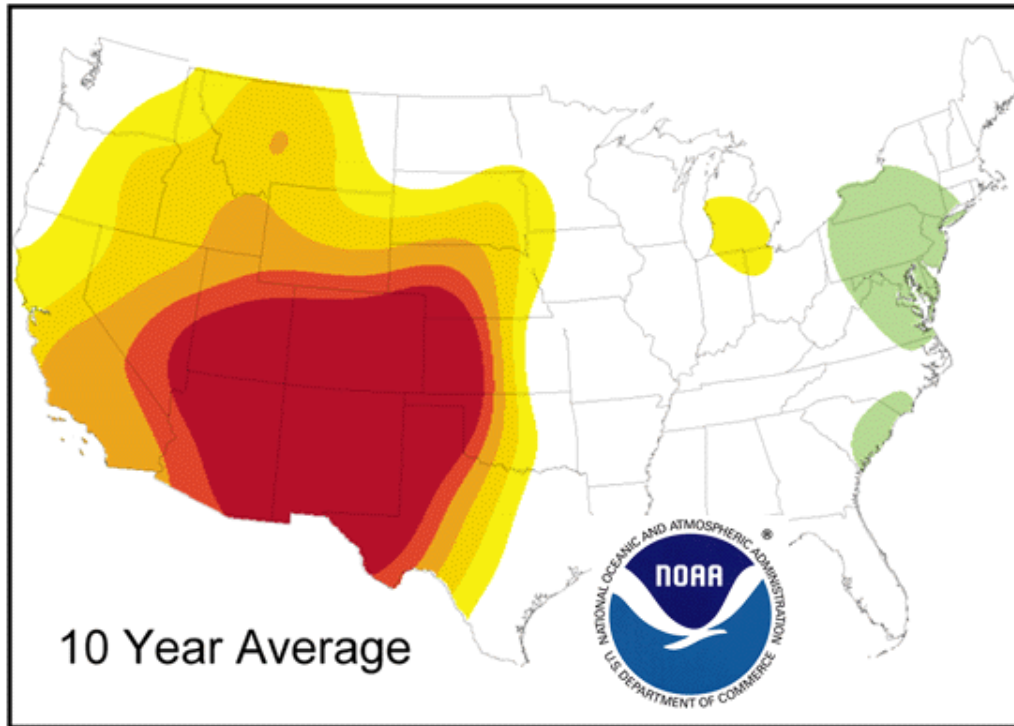 NATIONAL OCEANIC AND ATMOSPHERIC ADMINISTRATION
®
NOAA
U.S. DEPARTMENT OF COMMERCE
10 Year Average